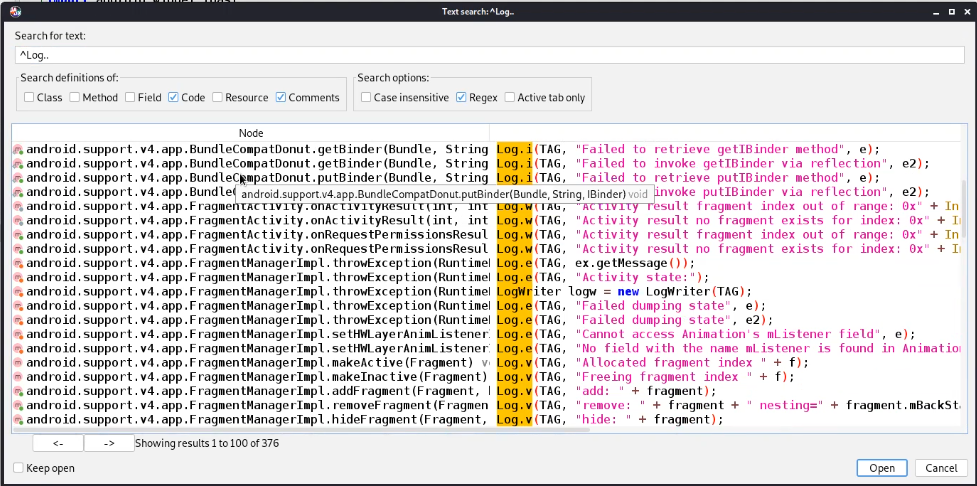 Text search: ^Log..
Search for text:
^Log..
Search definitions of: Search options:
Class Method Field Code Resource Comments Case insensitive Regex Active tab only
Node
android.support.v4.app.BundleCompatDonut.getBinder(Bundle, String Log.i(TAG, "Failed to retrieve getIBinder method", e);
android.support.v4.app.BundleCompatDonut.getBinder(Bundle, String Log.i(TAG, "Failed to invoke getIBinder via reflection", e2);
android.support.v4.app.BundleCompatDonut.putBinder(Bundle, String Log.i(TAG, "Failed to retrieve putIBinder method", e);
android.support.v4.app.Bundle invoke putIBinder via reflection", e2);
android.support.v4.app.BundleCompatDonut.putBinder(Bundle, String, IBinder) void
android.support.v4.app.FragmentActivity.onActivityResult(int, int Log.w(TAG, "Activity result fragment index out of range: 0x" + In
android.support.v4.app.FragmentActivity.onActivityResult(int, int Log.w(TAG, "Activity result no fragment exists for index: 0x" + In
android.support.v4.app.FragmentActivity.onRequestPermissionsResul Log.w(TAG, "Activity result fragment index out of range: 0x" + In
android.support.v4.app.FragmentActivity.onRequestPermissionsResul Log.w(TAG, "Activity result no fragment exists for index: 0x" + In
android.support.v4.app.FragmentManagerImpl.throwException(Runtime Log.e(TAG, ex.getMessage());
android.support.v4.app.FragmentManagerImpl.throwException(Runtime Log.e(TAG, "Activity state:");
android.support.v4.app.FragmentManagerImpl.throwException(Runtime LogWriter logw = new LogWriter(TAG);
android.support.v4.app.FragmentManagerImpl.throwException(Runtime Log.e(TAG, "Failed dumping state", e);
android.support.v4.app.FragmentManagerImpl.throwException(Runtime Log.e(TAG, "Failed dumping state", e2);
android.support.v4.app.FragmentManagerImpl.setHWLayerAnimListener Log.e(TAG, "Cannot access Animation's mListener field", e);
android.support.v4.app.FragmentManagerImpl.setHWLayerAnimListener Log.e(TAG, "No field with the name mListener is found in Animation
android.support.v4.app.FragmentManagerImpl.makeActive(Fragment) v Log.v(TAG, "Allocated fragment index " + f);
android.support.v4.app.FragmentManagerImpl.makeInactive(Fragment) Log.v(TAG, "Freeing fragment index " + f);
android.support.v4.app.FragmentManagerImpl.addFragment(Fragment, Log.v(TAG, "add: " + fragment);
android.support.v4.app.FragmentManagerImpl.removeFragment(Fragmen Log.v(TAG, "remove: " + fragment + " nesting=" + fragment.mBackSta
android.support.v4.app.FragmentManagerImpl.hideFragment(Fragment, Log.v(TAG, "hide: " + fragment);
<- -> Showing results 1 to 100 of 376
Keep open Open Cancel